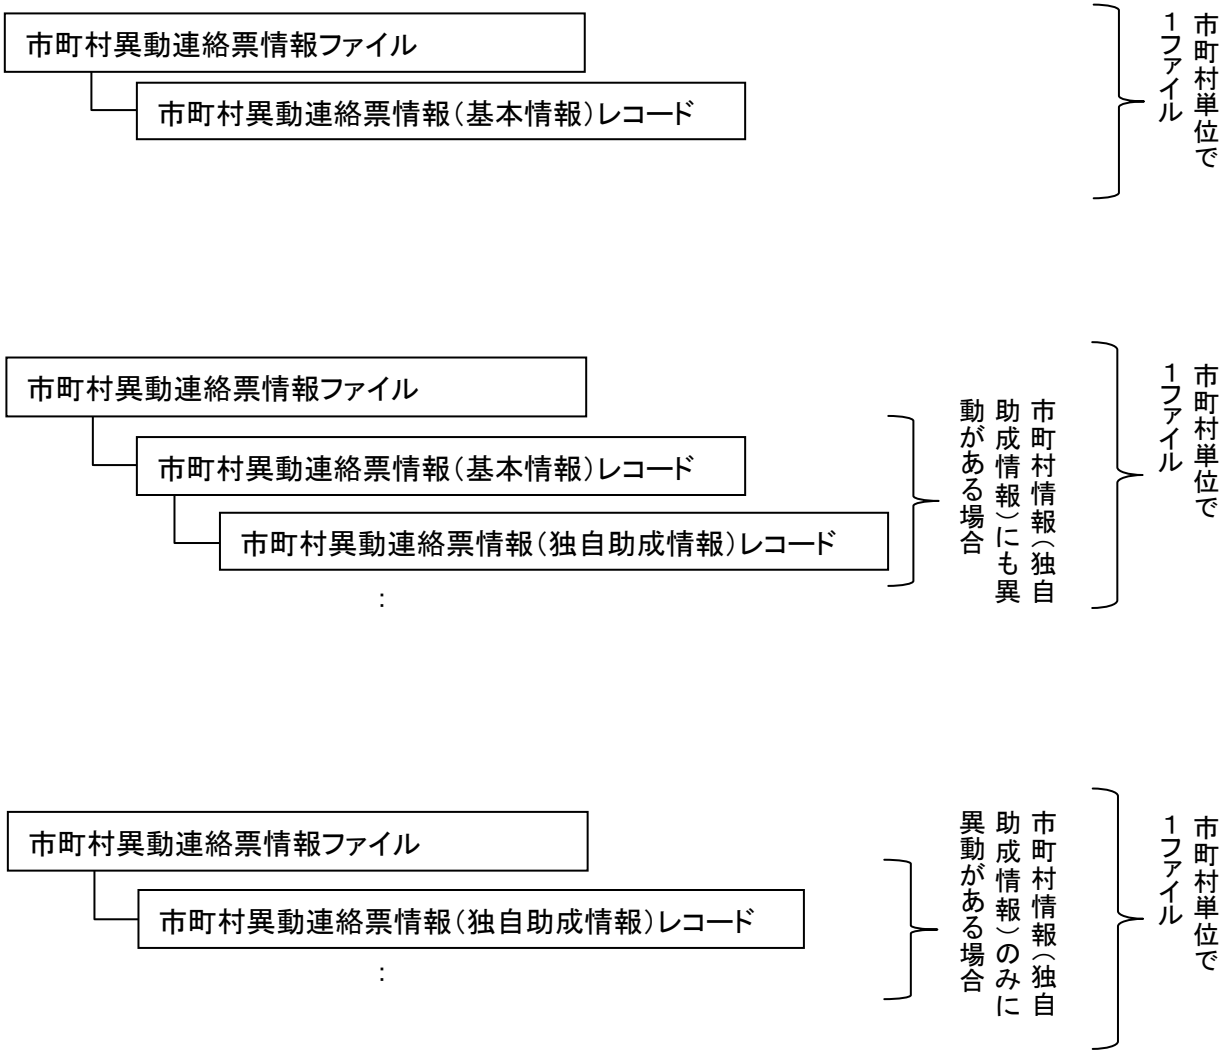 市町村異動連絡票情報ファイル
市町村異動連絡票情報（基本情報）レコード
市町村単位で
１ファイル
市町村異動連絡票情報ファイル
市町村異動連絡票情報（基本情報）レコード
市町村異動連絡票情報（独自助成情報）レコード
：
市町村情報（独自
助成情報）にも異
動がある場合
市町村単位で
１ファイル
市町村異動連絡票情報ファイル
市町村異動連絡票情報（独自助成情報）レコード
：
市町村情報（独自
助成情報）のみに
異動がある場合
市町村単位で
１ファイル